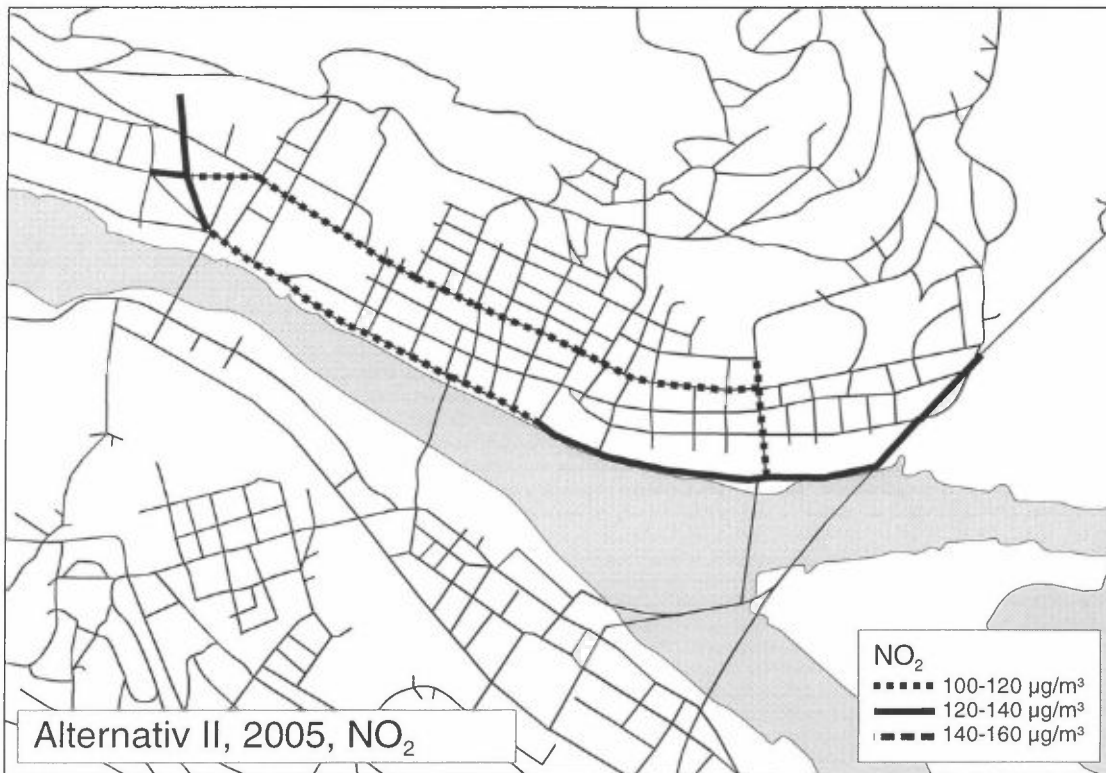 Alternativ II, 2005, NO₂
NO₂
100-120 µg/m³
120-140 µg/m³
140-160 µg/m³